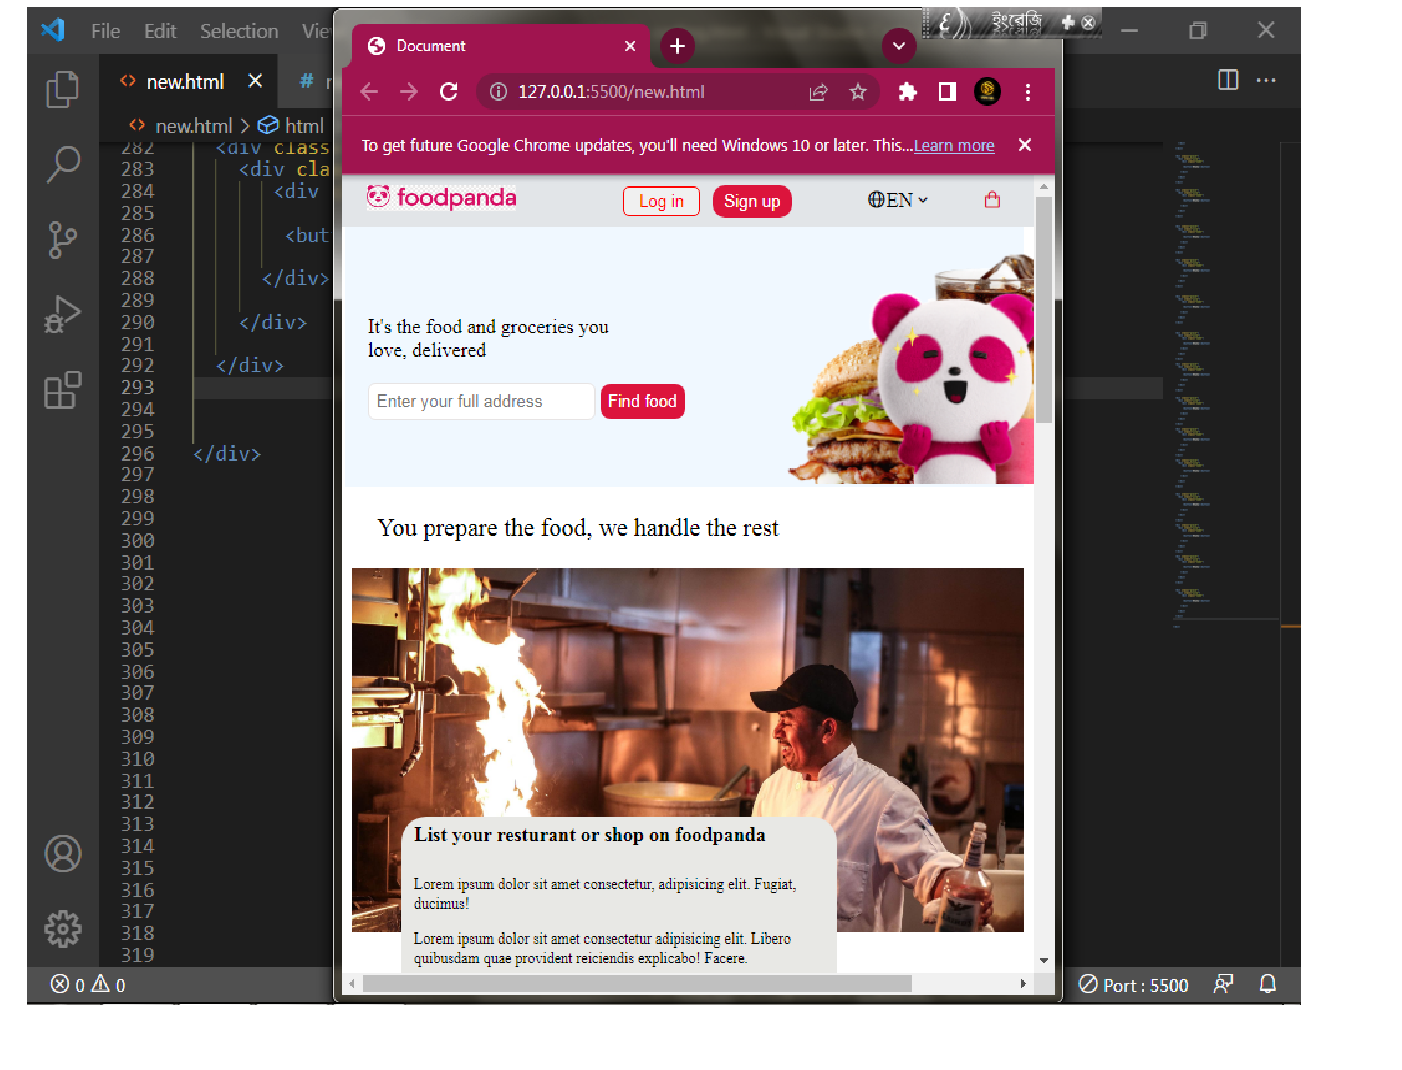 File Edit Selection
ইংরেজি
Document
new.html
127.0.0.1:5500/new.html
new.html > html
To get future Google Chrome updates, you'll need Windows 10 or later. This...Learn more
foodpanda Log in Sign up EN
282 <div class
283 <div cla
284 <div
285
286 <but
287
288 </div>
289
290 </div>
291
292 </div>
293
294
295
296 </div>
297
298
299
300
301
302
303
304
305
306
307
308
309
310
311
312
313
314
315
316
317
318
319
It's the food and groceries you
love, delivered
Enter your full address Find food
You prepare the food, we handle the rest
List your resturant or shop on foodpanda
Lorem ipsum dolor sit amet consectetur, adipisicing elit. Fugiat,
ducimus!
Lorem ipsum dolor sit amet consectetur adipisicing elit. Libero
quibusdam quae provident reiciendis explicabo! Facere.
0 0 Port : 5500